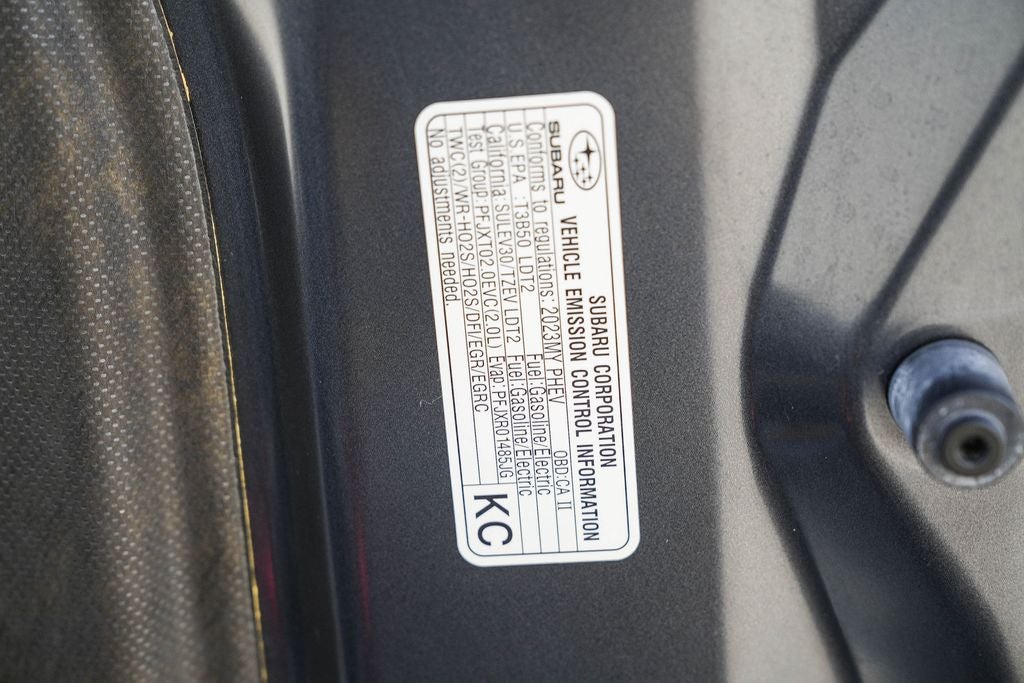 SUBARU
SUBARU CORPORATION
VEHICLE EMISSION CONTROL INFORMATION
Conforms to regulations: 2023MY PHEV OBD:CA II
U.S.EPA :T3B50 LDT2 Fuel:Gasoline/Electric
California:SULEV30/TZEV LDT2 Fuel:Gasoline/Electric
Test Group:PFJXT02.0EVC(2.0L) Evap:PFJXR01485JG
TWC(2)/WR-HO2S/HO2S/DFI/EGR/EGRC
No adjustments needed.
KC